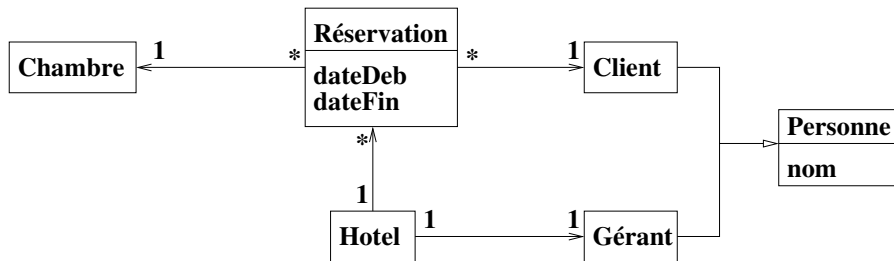 Réservation
1
*
*
1
Chambre
dateDeb
Client
dateFin
Personne
*
nom
1
1
1
Hotel
Gérant